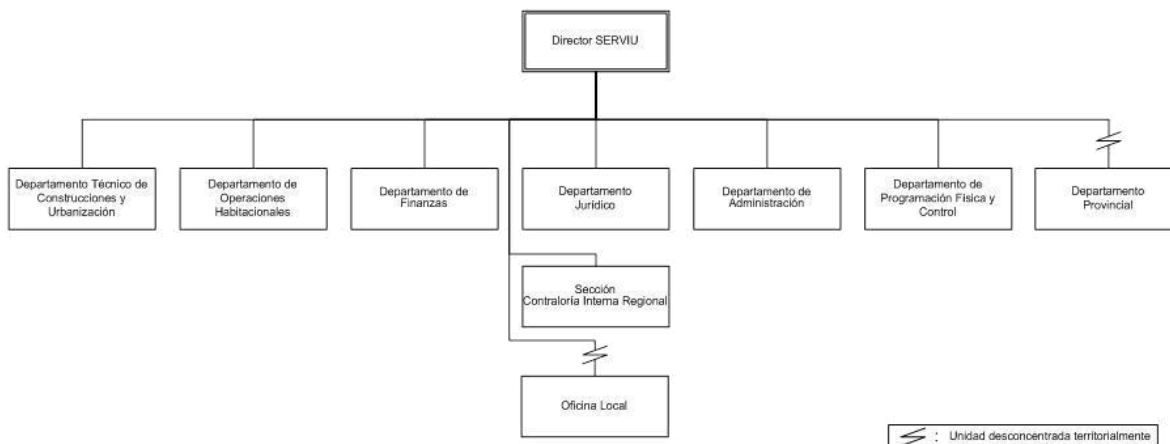 Director SERVIU
Departamento Técnico de
Construcciones y
Urbanización
Departamento de
Operaciones
Habitacionales
Departamento de
Finanzas
Departamento
Jurídico
Departamento de
Administración
Departamento de
Programación Física y
Control
Departamento
Provincial
Sección
Contraloría Interna Regional
Oficina Local
: Unidad desconcentrada territorialmente